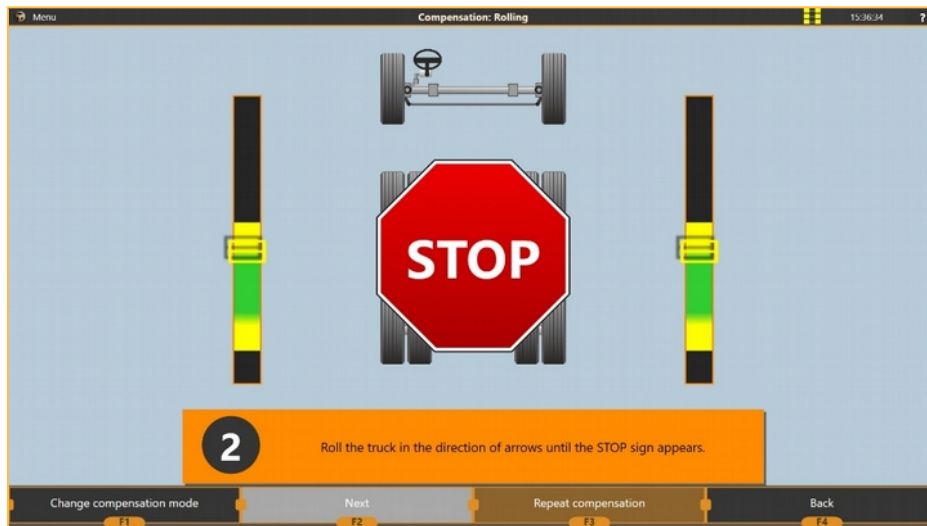 Menu
Compensation: Rolling
15:36:34
?
STOP
2
Roll the truck in the direction of arrows until the STOP sign appears.
Change compensation mode
Next
Repeat compensation
Back
F1
F2
F3
F4